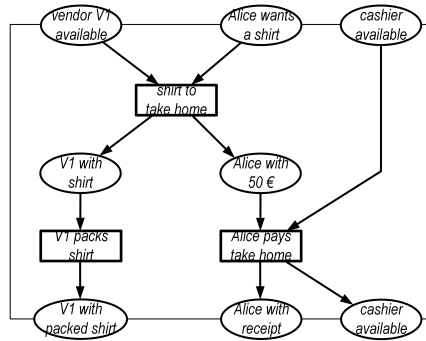 vendor V1
available
Alice wants
a shirt
cashier
available
shirt to
take home
V1 with
shirt
Alice with
50 €
V1 packs
shirt
Alice pays
take home
V1 with
packed shirt
Alice with
receipt
cashier
available